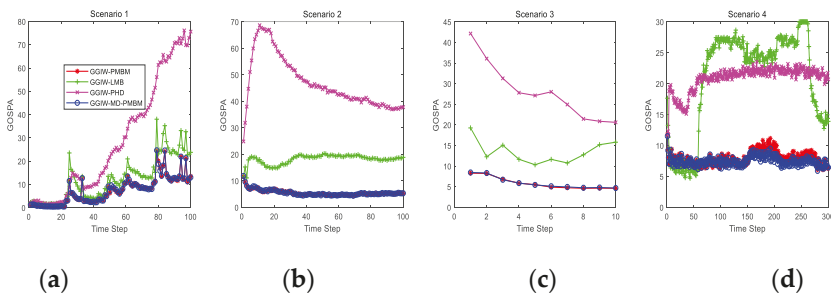 Scenario 1
GOSPA
80
70
60
50
40
30
20
10
0
GGIW-PMBM
GGIW-LMB
GGIW-PHD
GGIW-MD-PMBM
0 20 40 60 80 100
Time Step
(a)
Scenario 2
GOSPA
70
60
50
40
30
20
10
0
0 20 40 60 80 100
Time Step
(b)
Scenario 3
GOSPA
45
40
35
30
25
20
15
10
5
0
0 2 4 6 8 10
Time Step
(c)
Scenario 4
GOSPA
30
25
20
15
10
5
0
0 50 100 150 200 250 300
Time Step
(d)